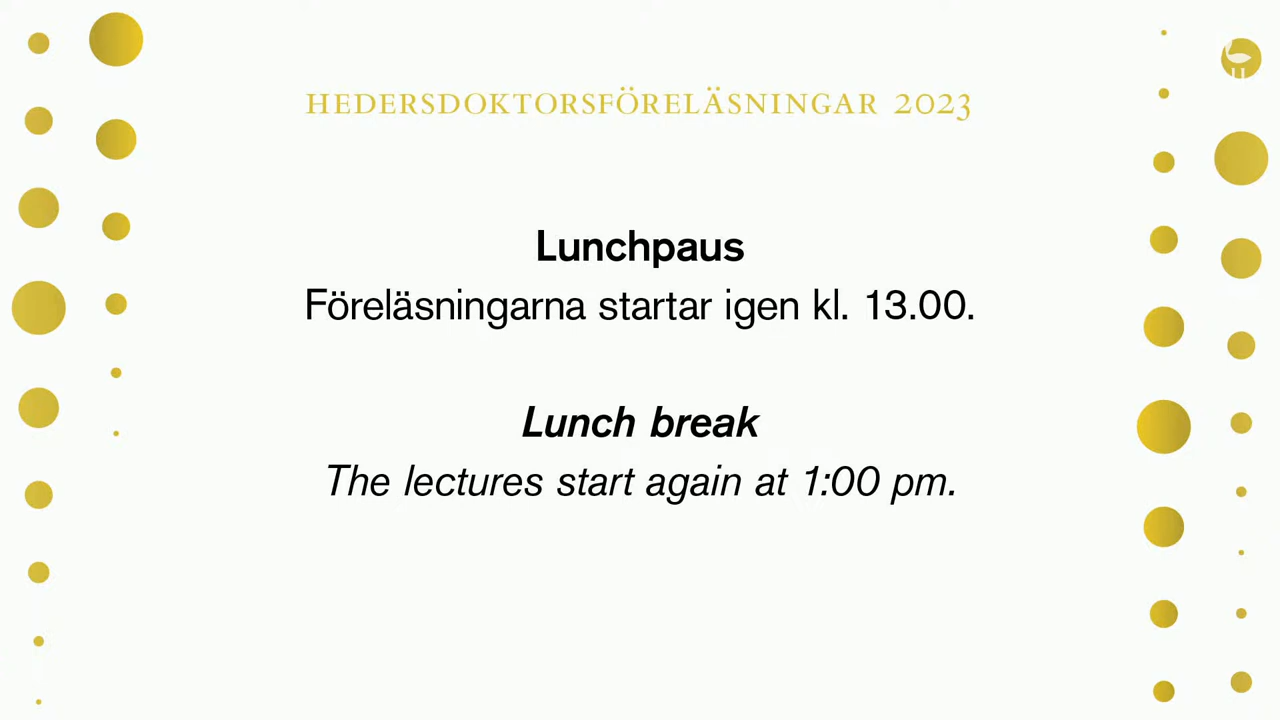 HEDERSDOKTORSFÖRELÄSNINGAR 2023
Lunchpaus
Föreläsningarna startar igen kl. 13.00.
Lunch break
The lectures start again at 1:00 pm.